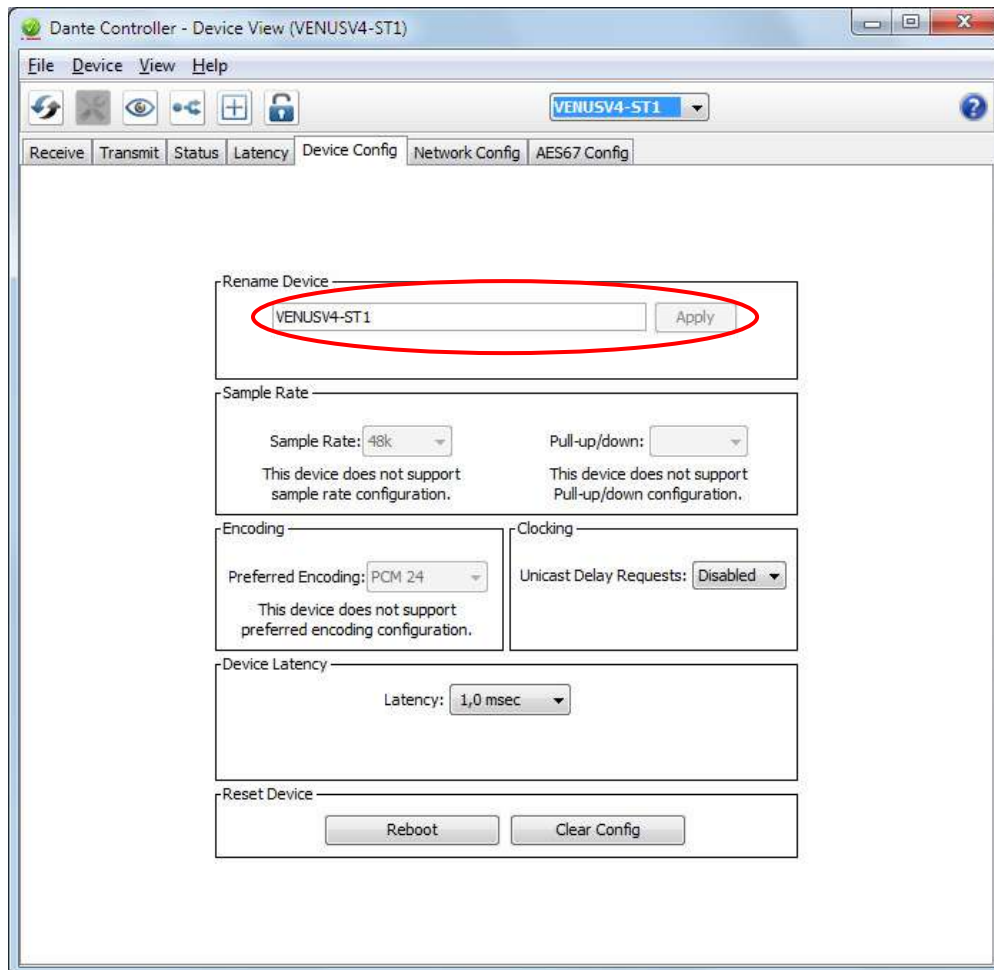 Dante Controller - Device View (VENUSV4-ST1)
File Device View Help
VENUSV4-ST1
Receive Transmit Status Latency Device Config Network Config AES67 Config
Rename Device
VENUSV4-ST1 Apply
Sample Rate
Sample Rate: 48k Pull-up/down:
This device does not support This device does not support
sample rate configuration. Pull-up/down configuration.
Encoding Clocking
Preferred Encoding: PCM 24 Unicast Delay Requests: Disabled
This device does not support
preferred encoding configuration.
Device Latency
Latency: 1,0 msec
Reset Device
Reboot Clear Config